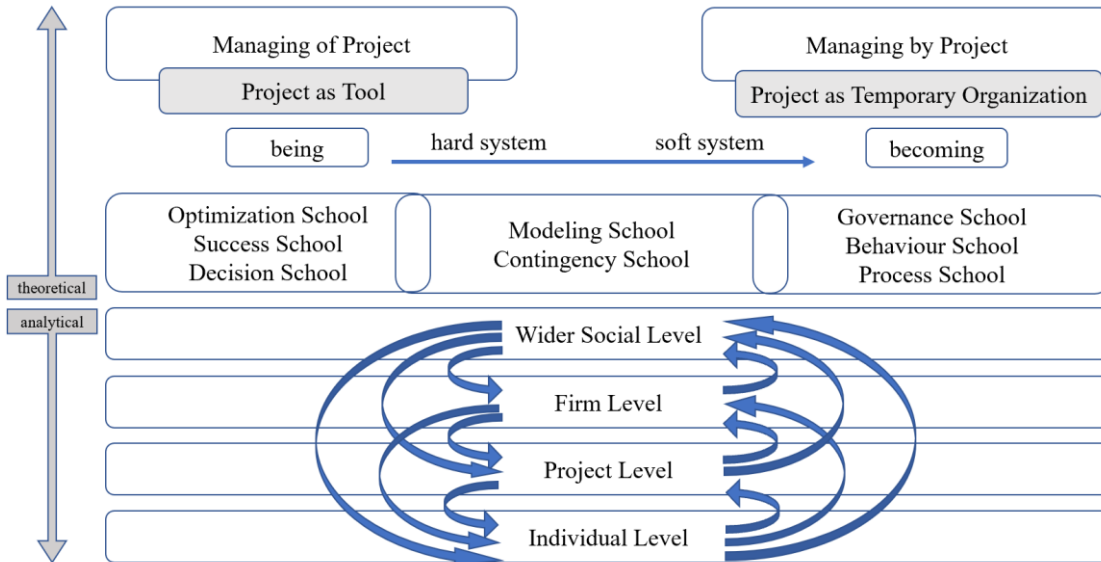 Managing of Project
Managing by Project
Project as Tool
Project as Temporary Organization
being
hard system
soft system
becoming
Optimization School
Success School
Decision School
Modeling School
Contingency School
Governance School
Behaviour School
Process School
theoretical
analytical
Wider Social Level
Firm Level
Project Level
Individual Level